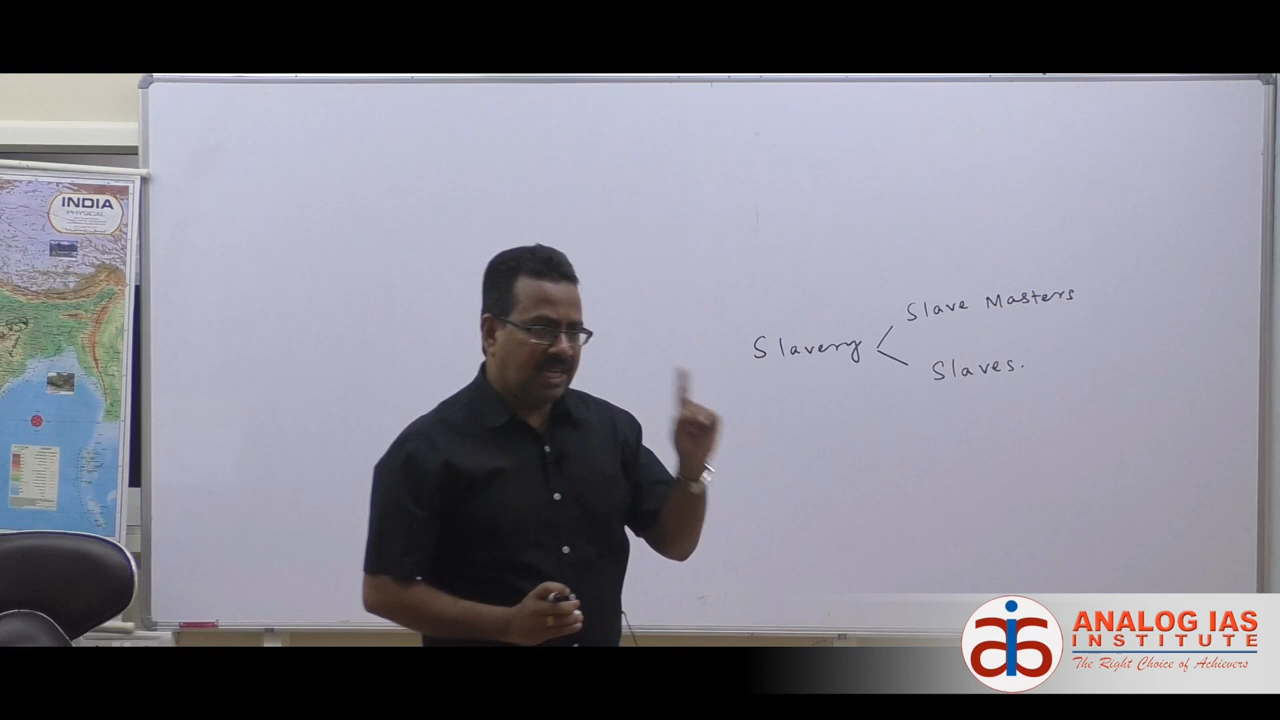 INDIA
PHYSICAL
Slave Masters
Slavery
Slaves.
ANALOG IAS
INSTITUTE
The Right Choice of Achievers